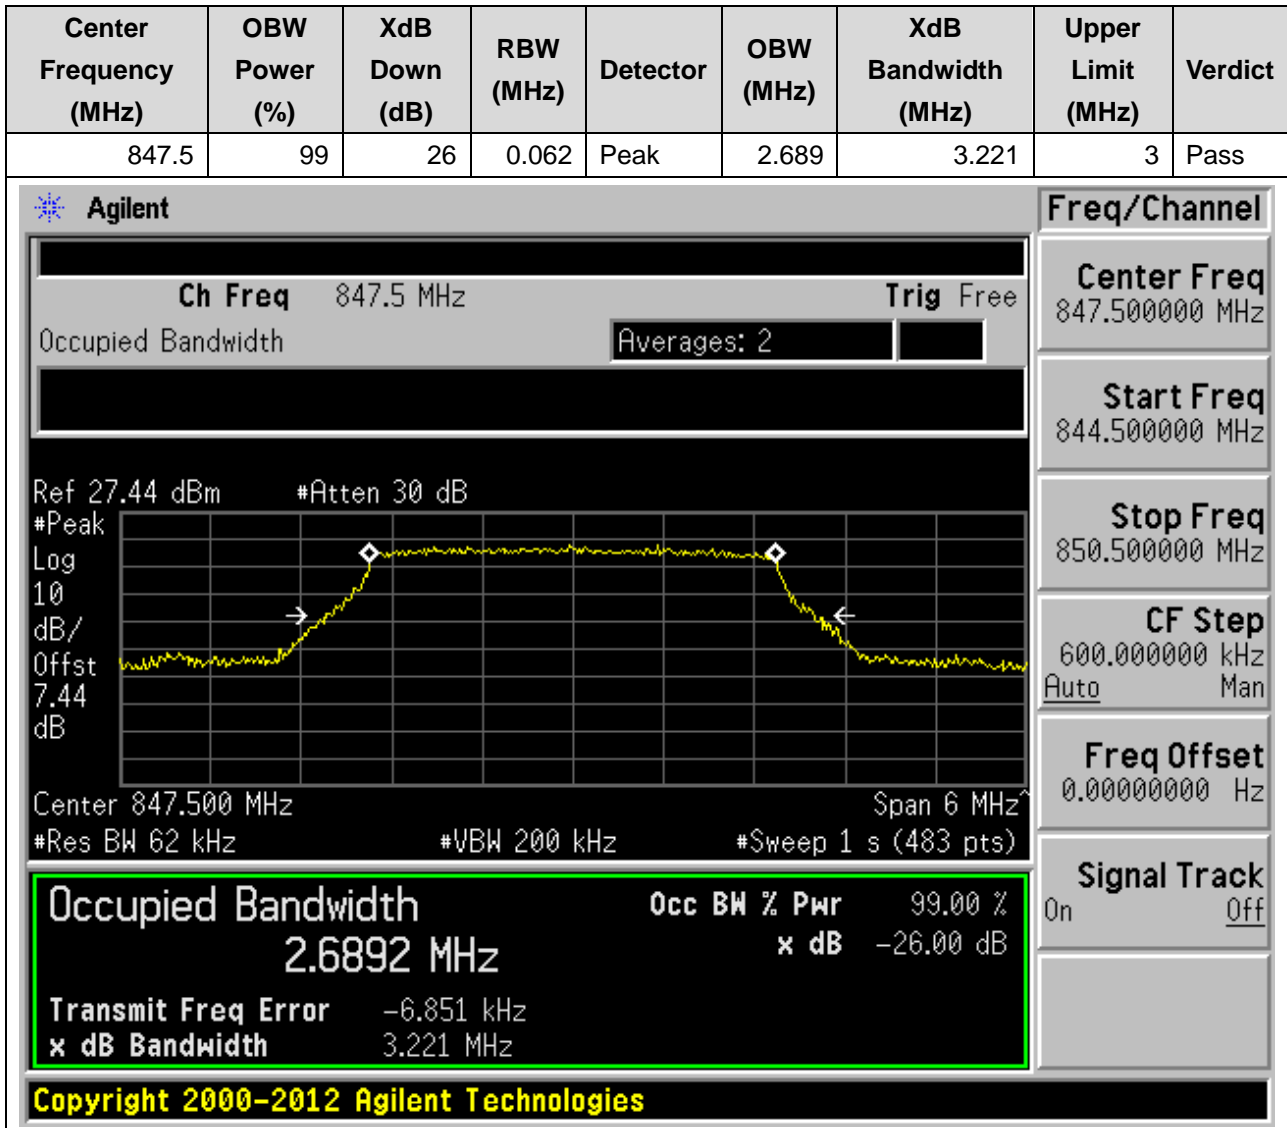 Center Frequency (MHz) OBW Power (%) XdB Down (dB) RBW (MHz) Detector OBW (MHz) XdB Bandwidth (MHz) Upper Limit (MHz) Verdict
847.5 99 26 0.062 Peak 2.689 3.221 3 Pass
Agilent
Freq/Channel
Ch Freq 847.5 MHz Trig Free
Occupied Bandwidth Averages: 2
Center Freq
847.500000 MHz
Start Freq
844.500000 MHz
Stop Freq
850.500000 MHz
CF Step
600.000000 kHz
Auto Man
Freq Offset
0.00000000 Hz
Signal Track
On Off
Ref 27.44 dBm #Atten 30 dB
#Peak
Log
10
dB/
Offst
7.44
dB
Center 847.500 MHz Span 6 MHz^
#Res BW 62 kHz #VBW 200 kHz #Sweep 1 s (483 pts)
Occupied Bandwidth
2.6892 MHz
Occ BW % Pwr 99.00 %
x dB -26.00 dB
Transmit Freq Error -6.851 kHz
x dB Bandwidth 3.221 MHz
Copyright 2000-2012 Agilent Technologies